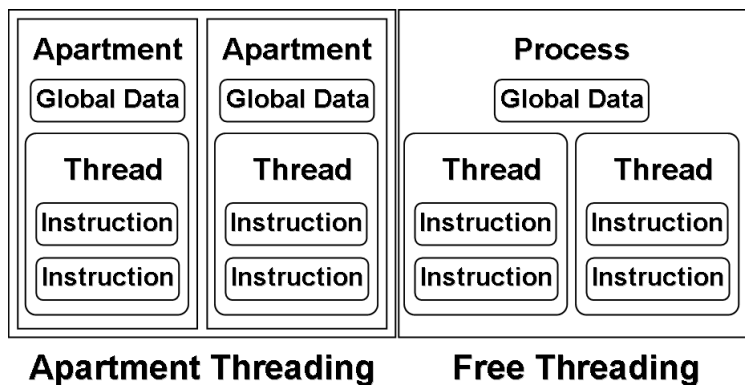 Apartment
Global Data
Thread
Instruction
Instruction
Apartment
Global Data
Thread
Instruction
Instruction
Apartment Threading
Process
Global Data
Thread
Instruction
Instruction
Thread
Instruction
Instruction
Free Threading